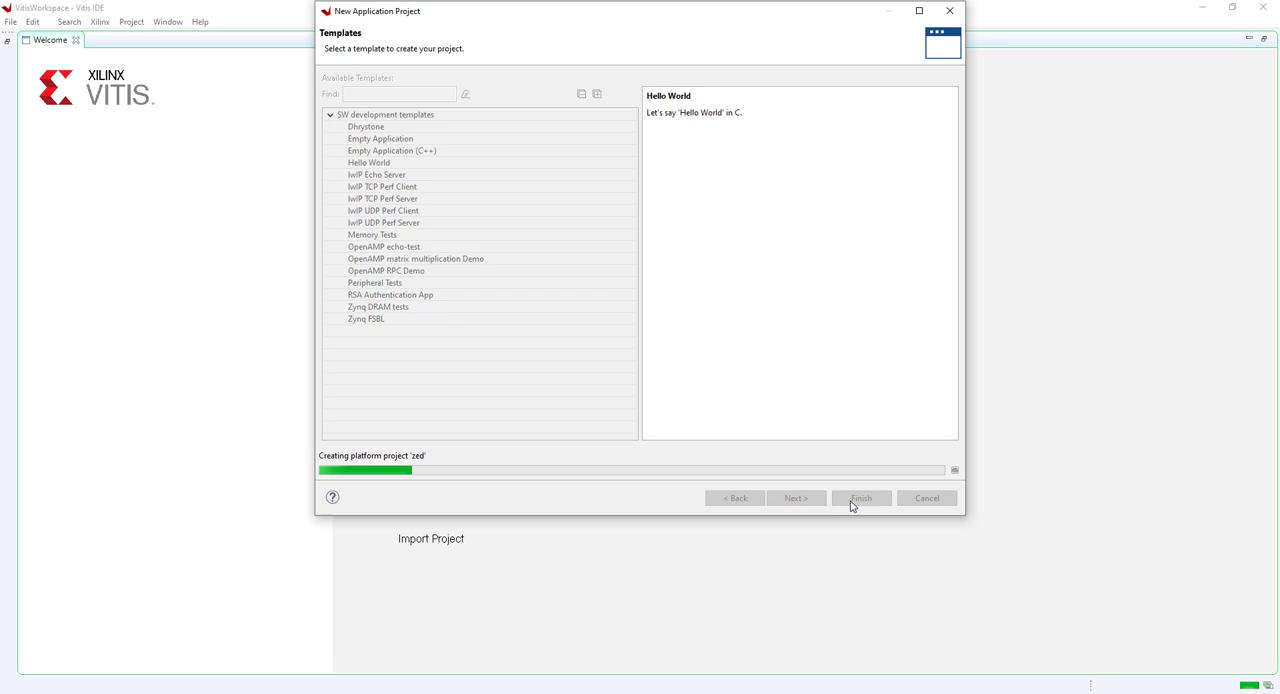 VitisWorkspace - Vitis IDE
File Edit Search Xilinx Project Window Help
Welcome
XILINX
VITIS.
New Application Project
Templates
Select a template to create your project.
Available Templates:
Find:
SW development templates
Dhrystone
Empty Application
Empty Application (C++)
Hello World
lwIP Echo Server
lwIP TCP Perf Client
lwIP TCP Perf Server
lwIP UDP Perf Client
lwIP UDP Perf Server
Memory Tests
OpenAMP echo-test
OpenAMP matrix multiplication Demo
OpenAMP RPC Demo
Peripheral Tests
RSA Authentication App
Zynq DRAM tests
Zynq FSBL
Hello World
Let's say 'Hello World' in C.
Creating platform project 'zed'
?
< Back Next > Finish Cancel
Import Project